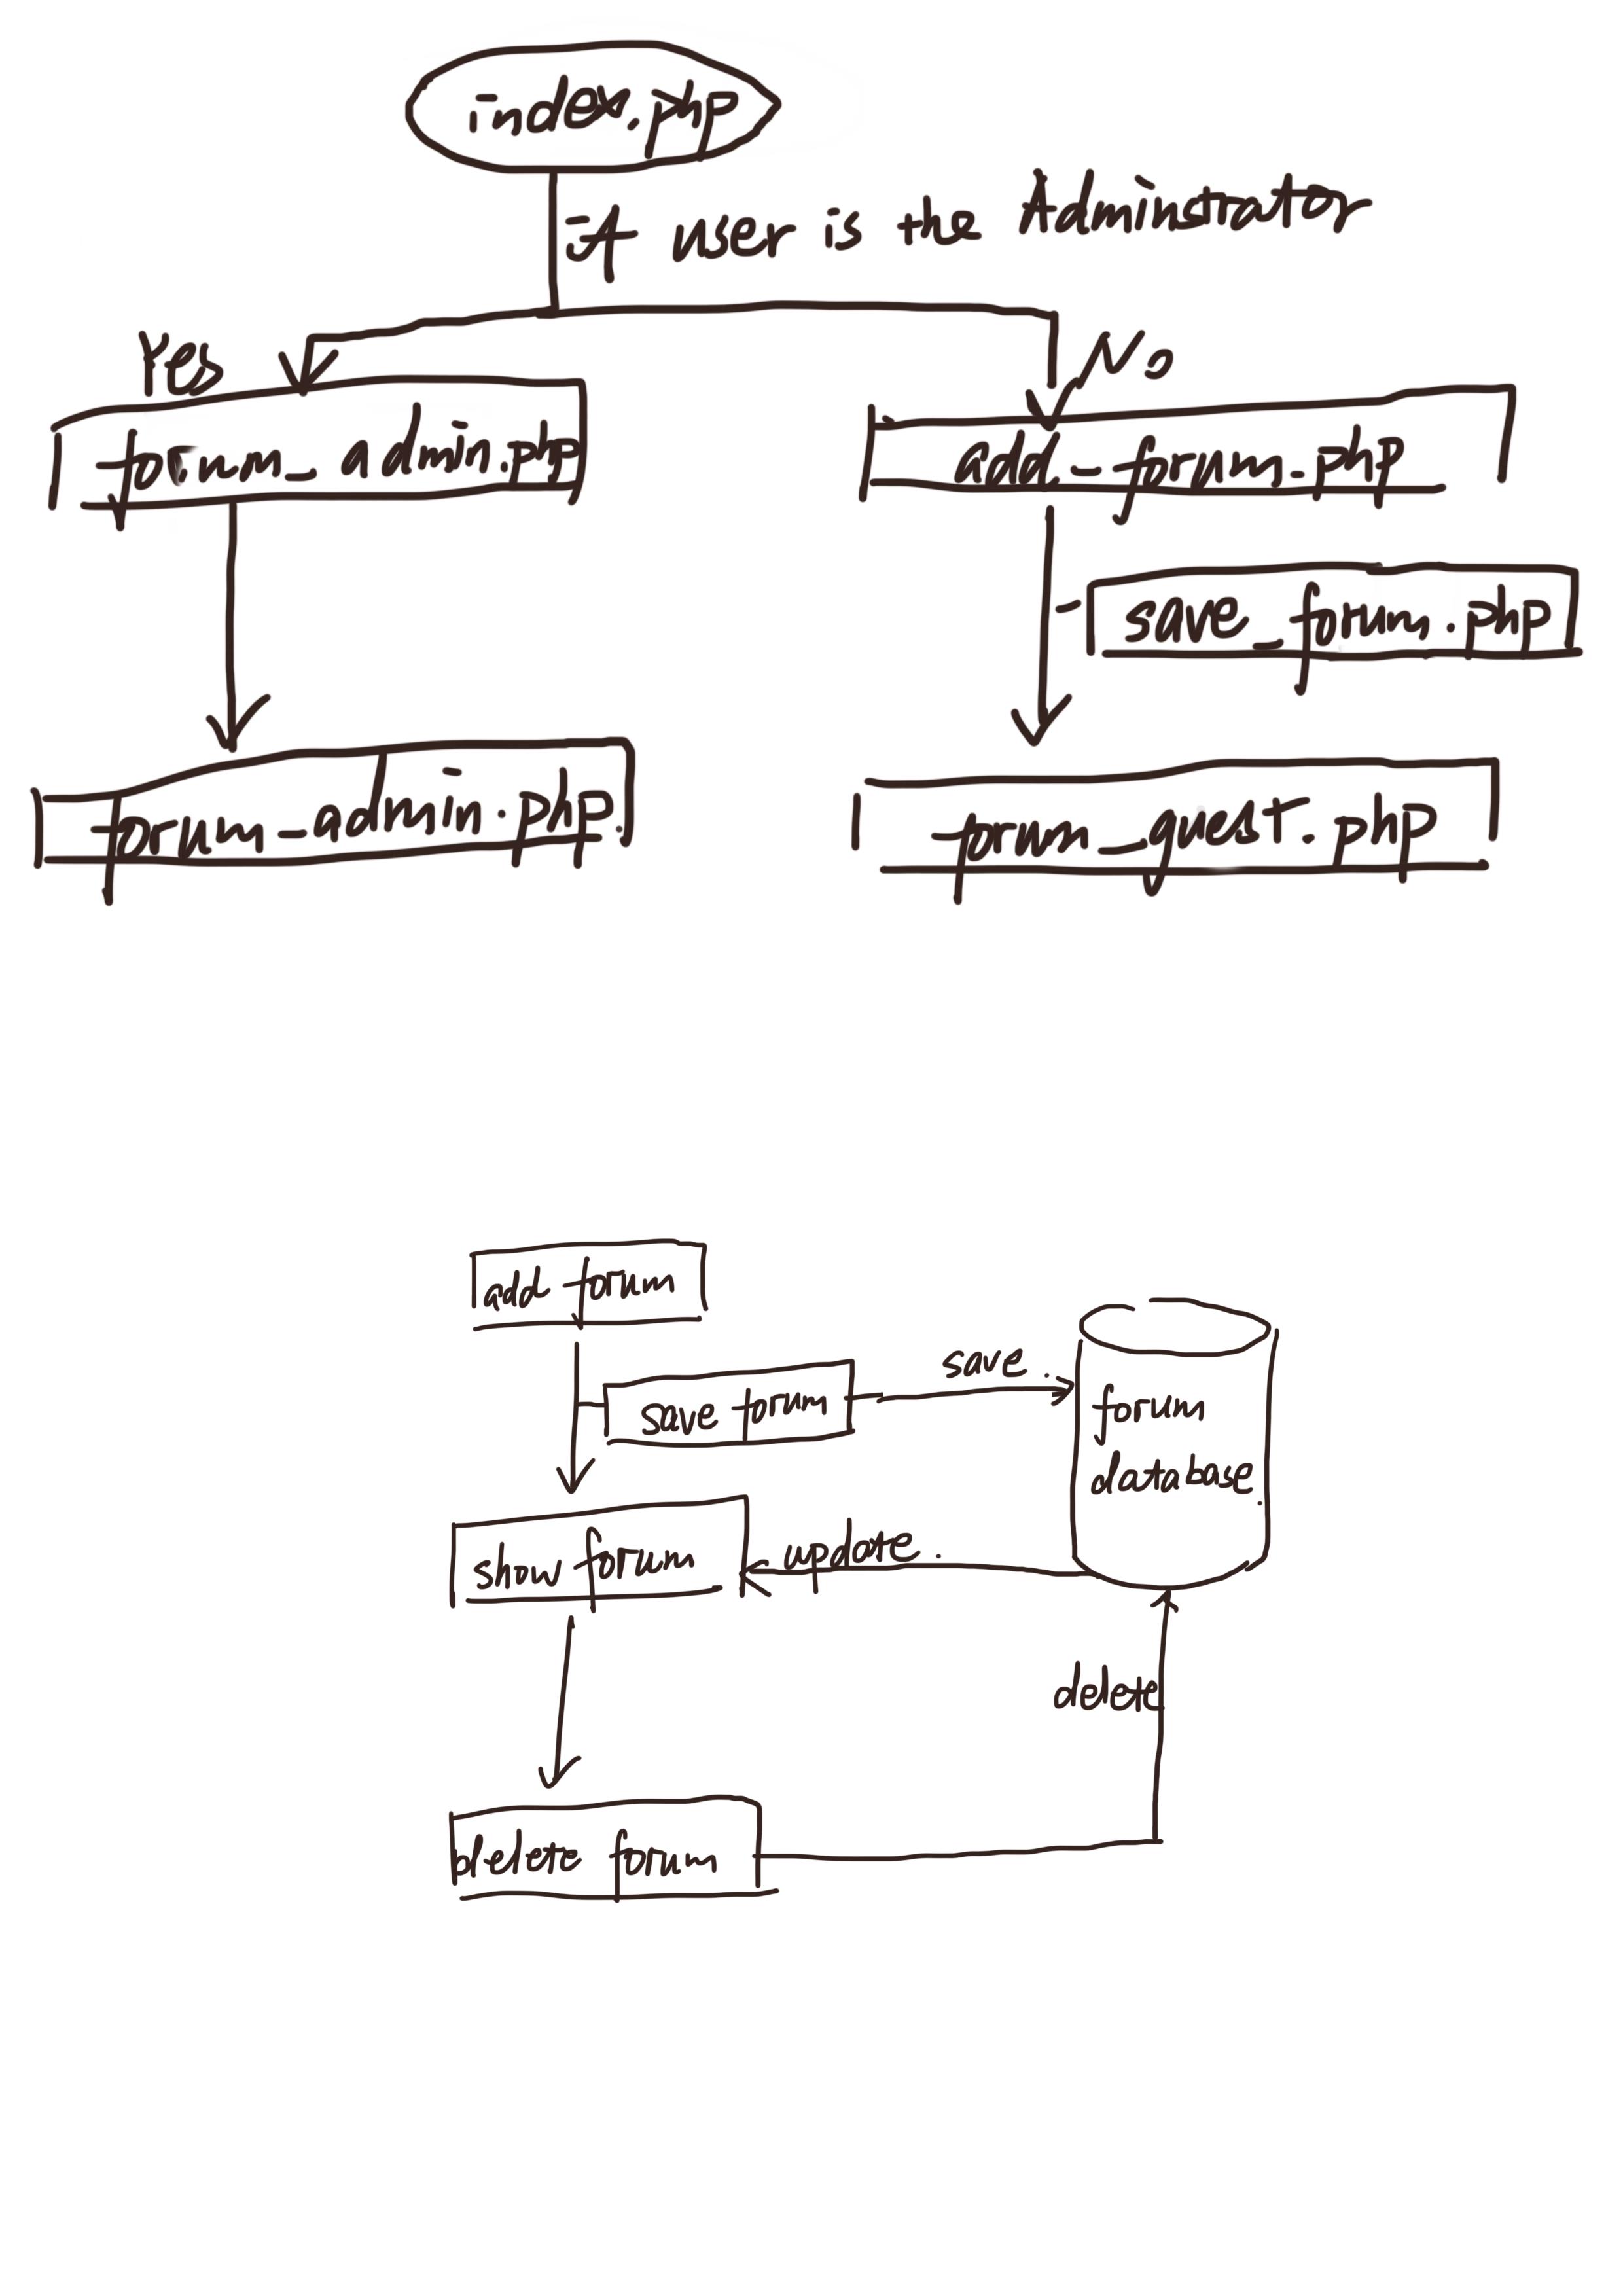 index.php
If user is the Adminstrator
Yes
No
forum_admin.php
add_forum.php
save_forum.php
forum_admin.php.
forum_guest.php
add forum
save forum
save.
forum
database.
show forum
update.
delete
delete forum